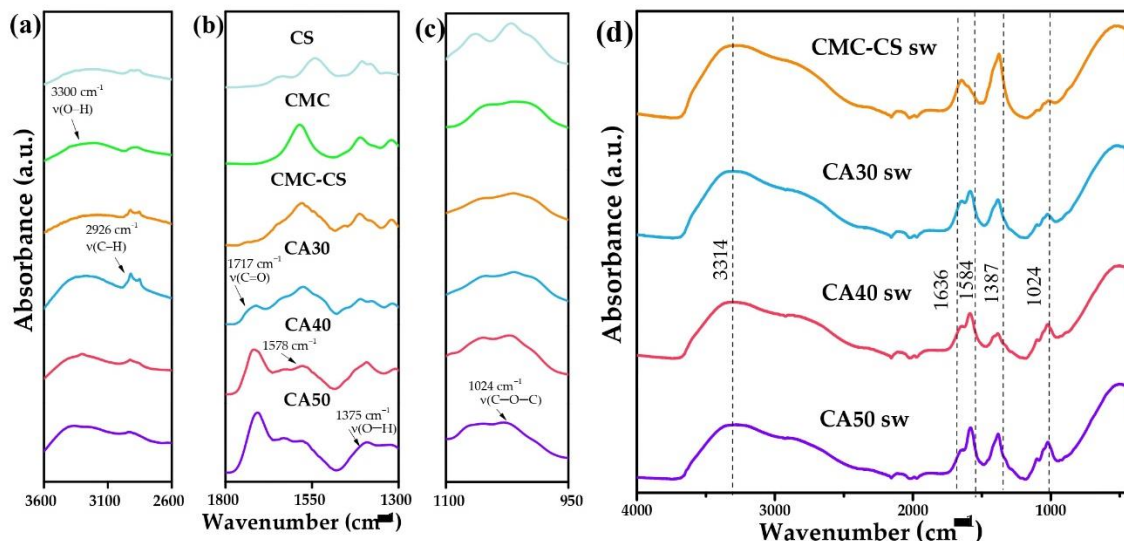 (a)
(b)
(c)
(d)
CS
CMC
CMC-CS
CA30
CA40
CA50
3300 cm⁻¹
ν(O–H)
2926 cm⁻¹
ν(C–H)
1717 cm⁻¹
ν(C=O)
1578 cm⁻¹
1375 cm⁻¹
ν(O—H)
1024 cm⁻¹
ν(C—O—C)
Absorbance (a.u.)
3600 3100 2600
1800 1550 1300
1100 950
Wavenumber (cm
CMC-CS sw
CA30 sw
CA40 sw
CA50 sw
3314
1636
1584
1387
1024
Absorbance (a.u.)
4000 3000 2000 1000
Wavenumber (cm